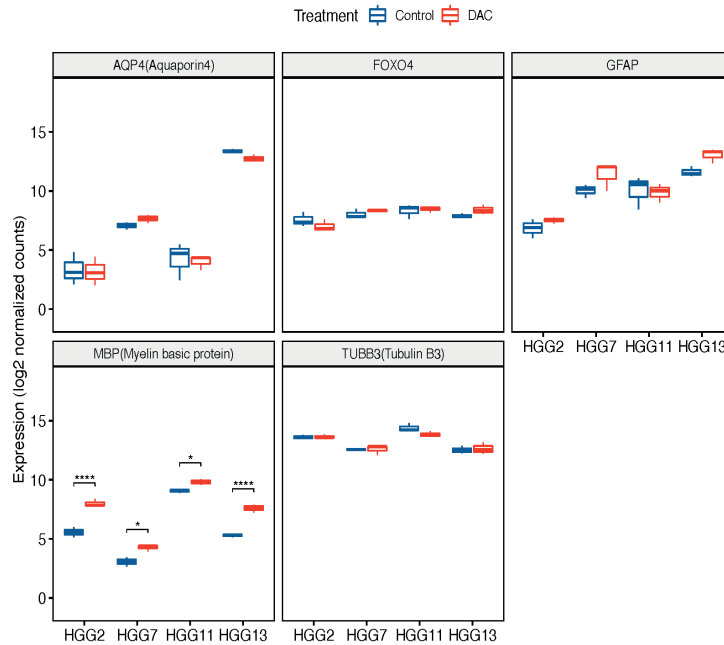 Treatment Control DAC
AQP4(Aquaporin4) FOXO4 GFAP
15
10
5
0
HGG2 HGG7 HGG11 HGG13
MBP(Myelin basic protein) TUBB3(Tubulin B3)
15
10
5
0
**** * * ****
HGG2 HGG7 HGG11 HGG13 HGG2 HGG7 HGG11 HGG13
Expression (log2 normalized counts)